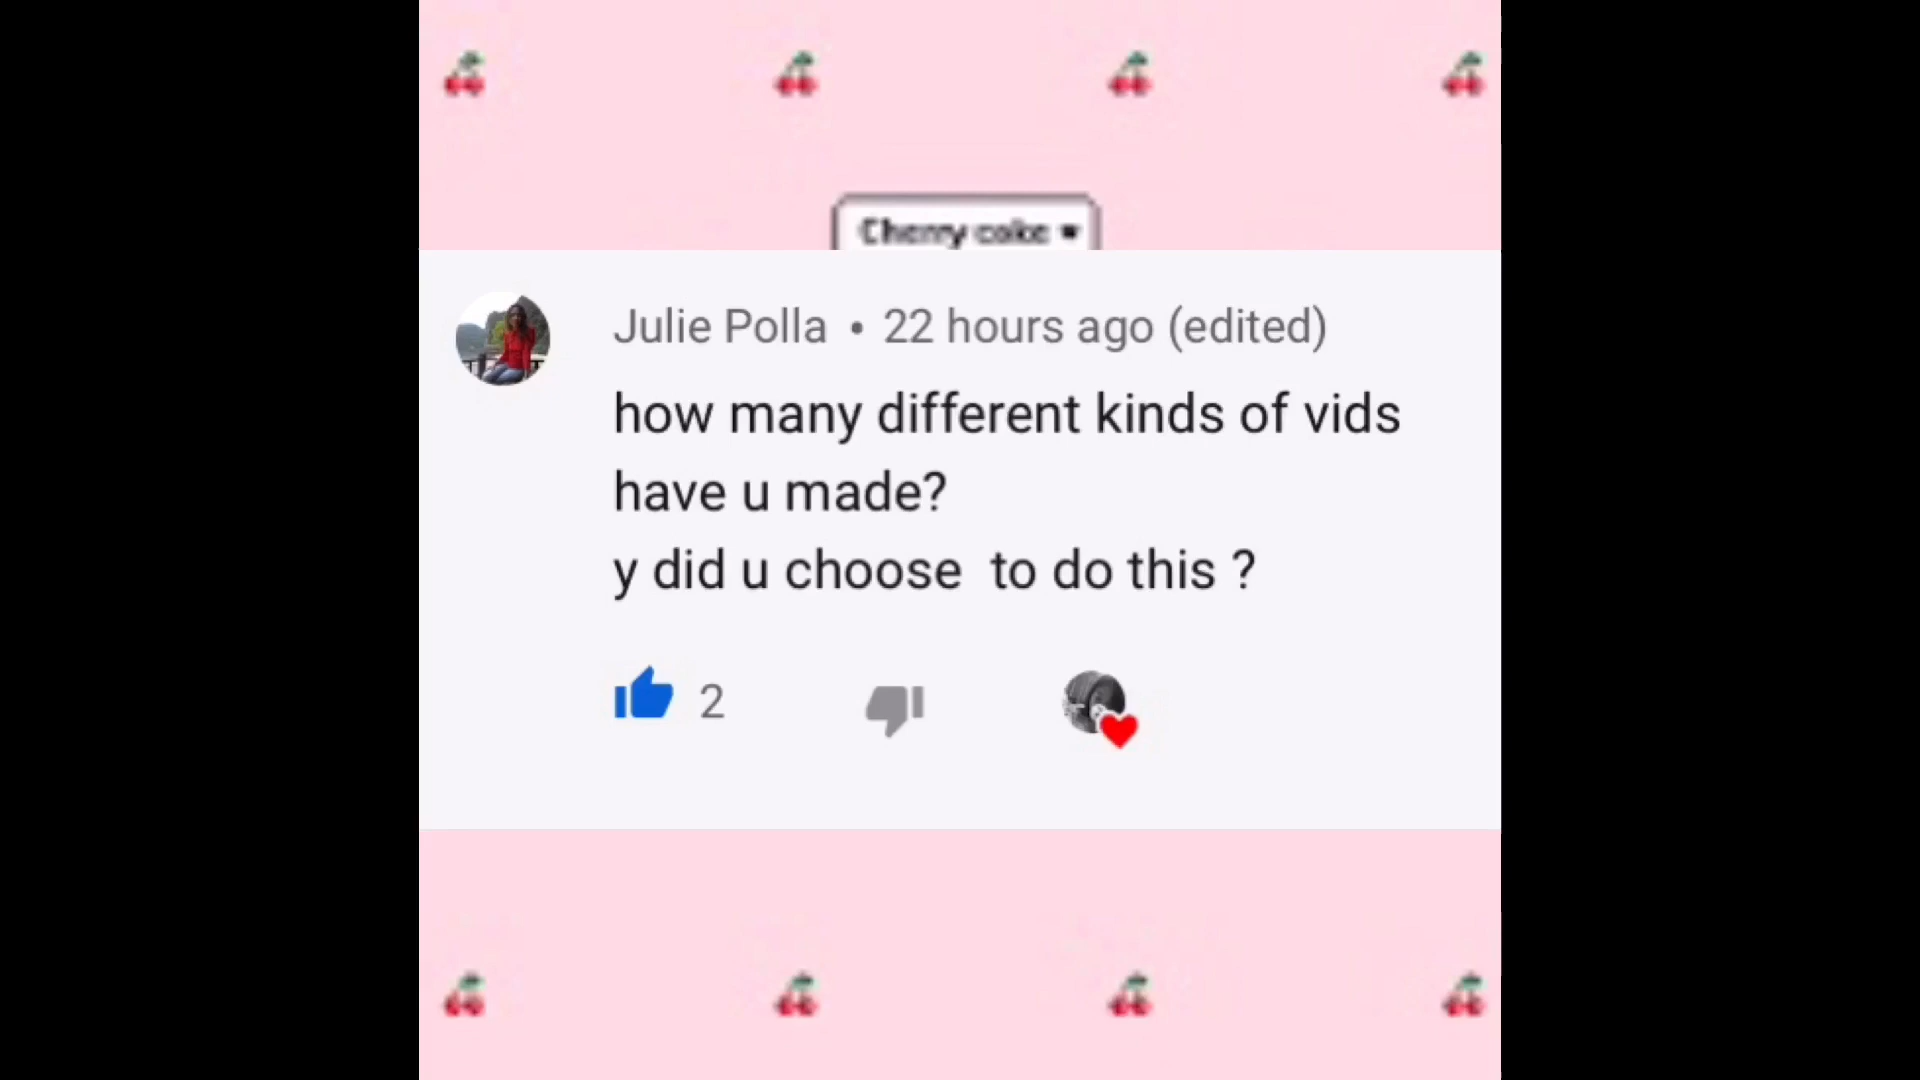 Cherry cake ♥
Julie Polla • 22 hours ago (edited)
how many different kinds of vids
have u made?
y did u choose  to do this ?
2